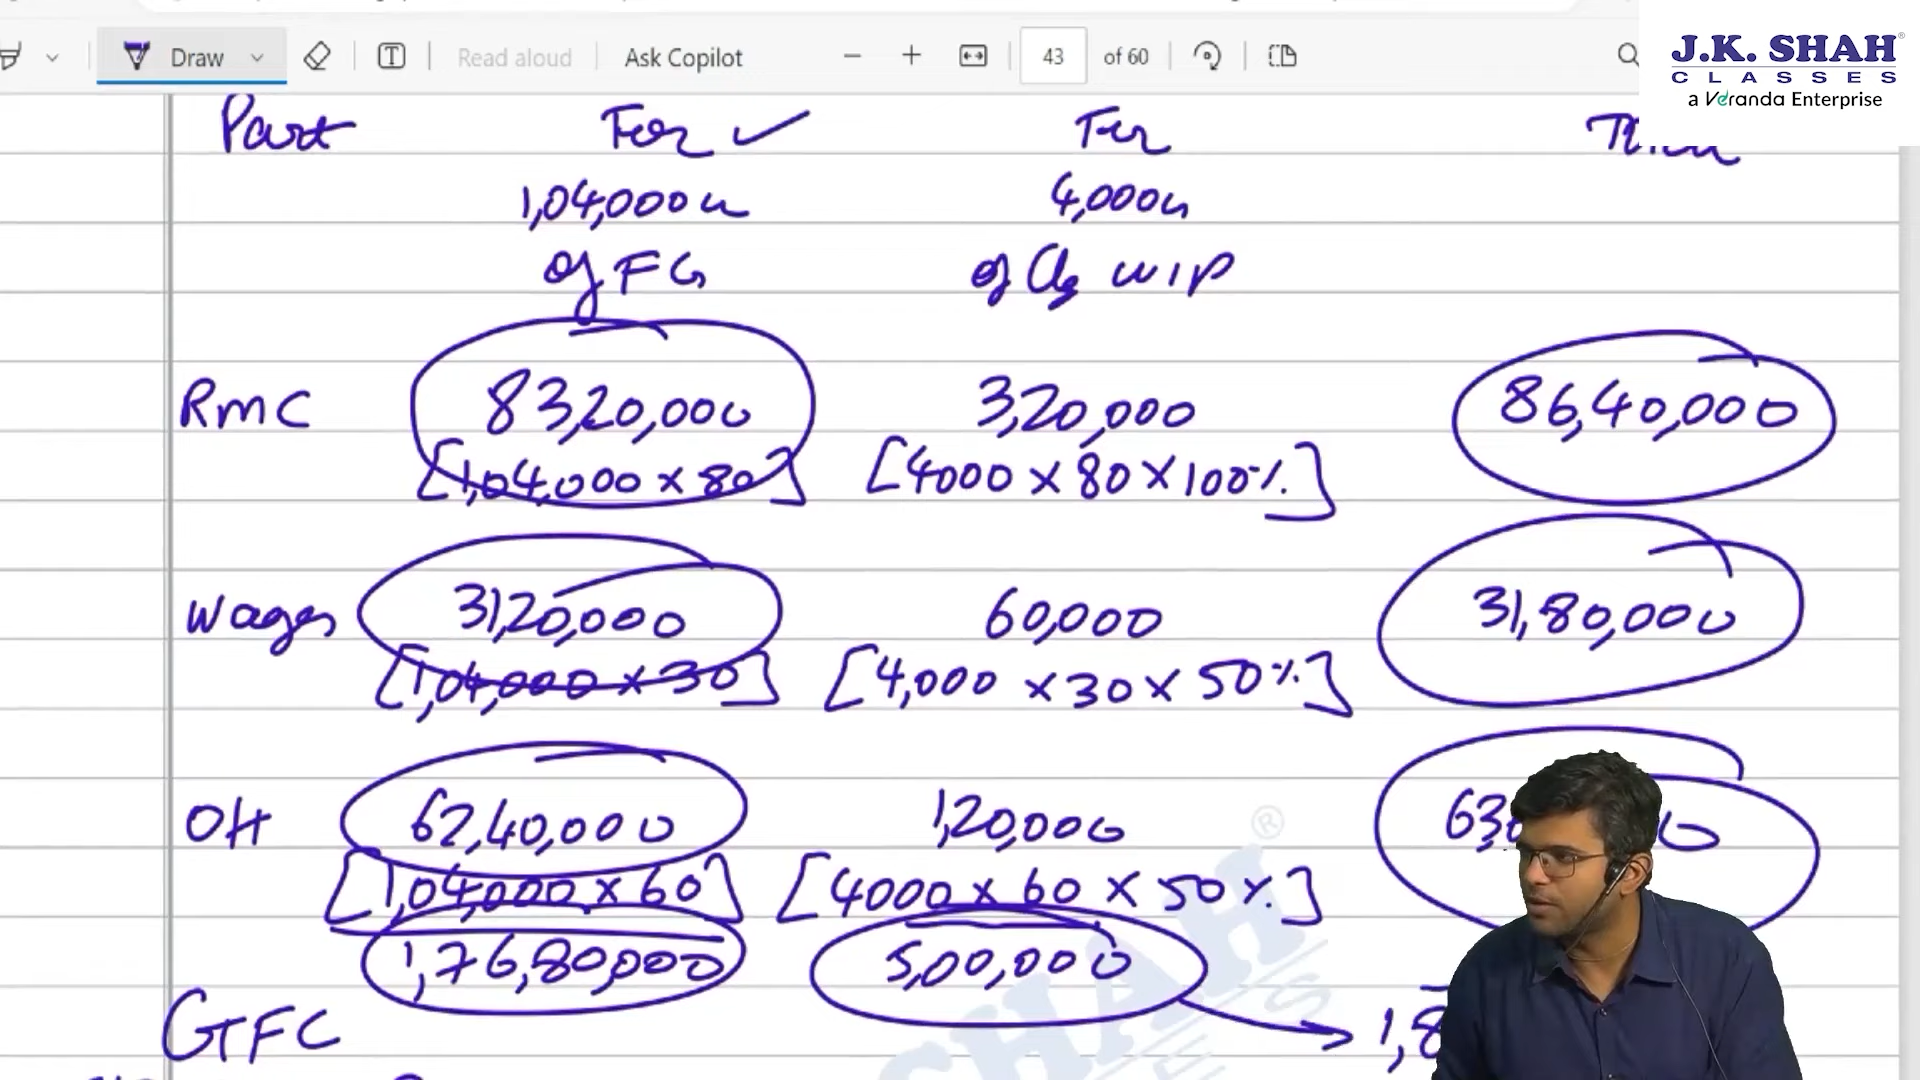 Draw Read aloud Ask Copilot 43 of 60
J.K. SHAH®
CLASSES
a Veranda Enterprise
Part For ✓ For
1,04,000u 4,000u
of FG of Clg WIP
RMC 83,20,000 3,20,000 86,40,000
[1,04,000 × 80] [4000 × 80 × 100%]
Wages 31,20,000 60,000 31,80,000
[1,04,000 × 30] [4,000 × 30 × 50%]
OH 62,40,000 1,20,000
[1,04,000 × 60] [4000 × 60 × 50%]
1,76,80,000 5,00,000
GTFC